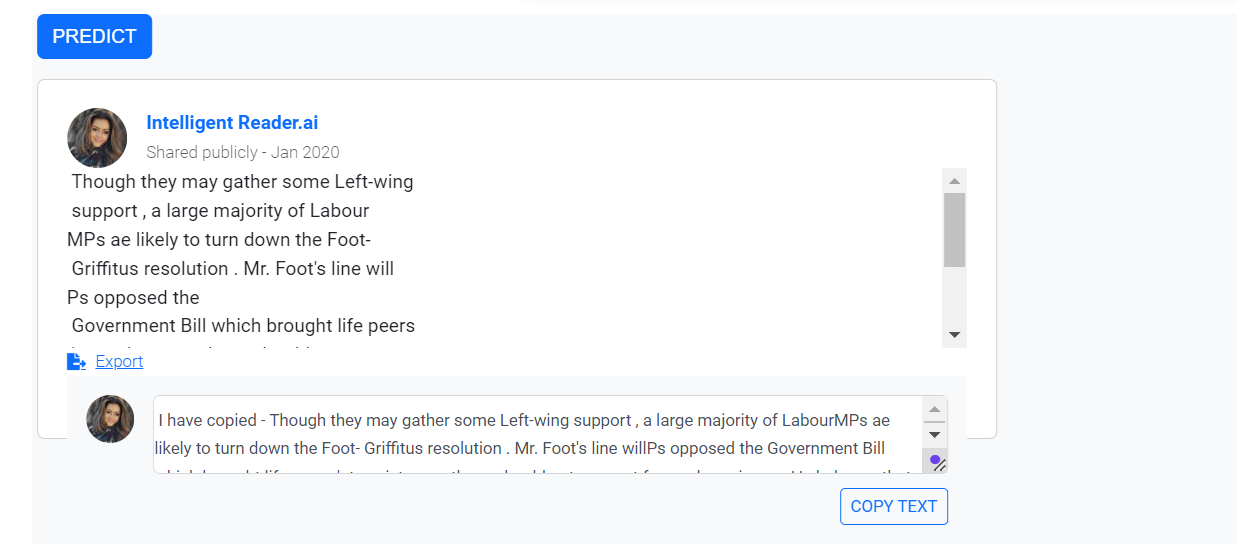 PREDICT
Intelligent Reader.ai
Shared publicly - Jan 2020
Though they may gather some Left-wing
support , a large majority of Labour
MPs ae likely to turn down the Foot-
Griffitus resolution . Mr. Foot's line will
Ps opposed the
Government Bill which brought life peers
Export
I have copied - Though they may gather some Left-wing support , a large majority of LabourMPs ae
likely to turn down the Foot- Griffitus resolution . Mr. Foot's line willPs opposed the Government Bill
COPY TEXT